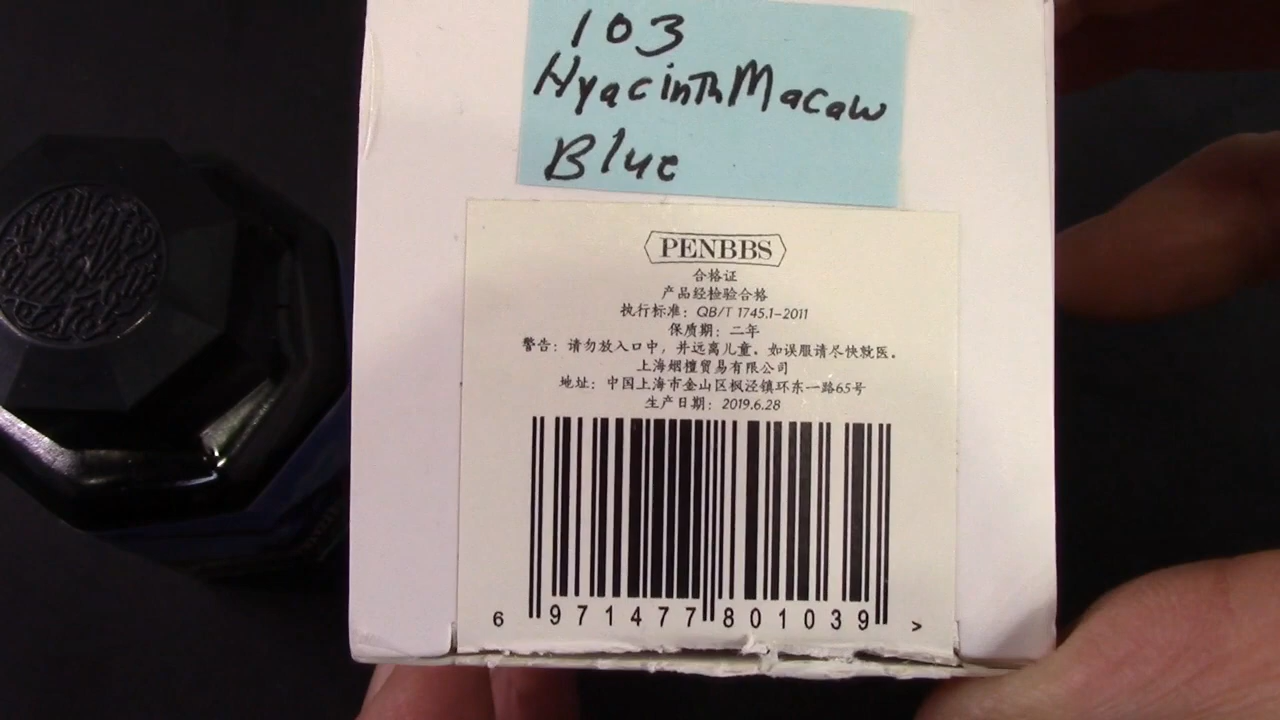 103
Hyacinth Macaw
Blue
PENBBS
合格证
产品经检验合格
执行标准：QB/T 1745.1-2011
保质期：二年
警告：请勿放入口中，并远离儿童。如误服请尽快就医。
上海烟檀贸易有限公司
地址：中国上海市金山区枫泾镇环东一路65号
生产日期：2019.6.28
6 971477 801039 >